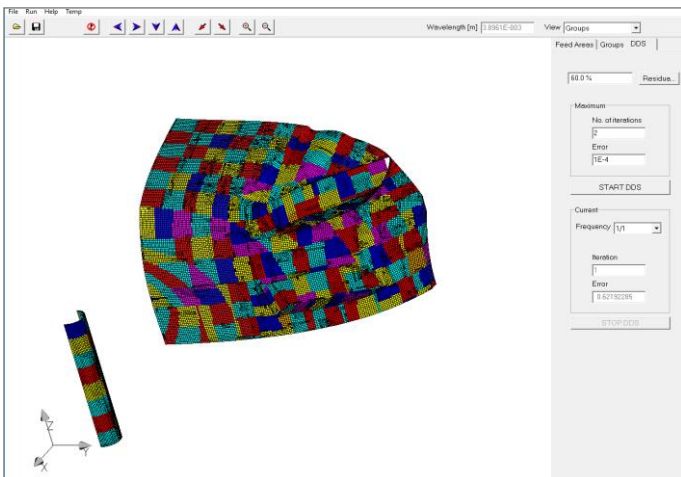 File Run Help Temp
Wavelength [m] 3.8961E-003 View Groups
Feed Areas Groups DDS
60.0 % Residue...
Maximum
No. of iterations
2
Error
1E-4
START DDS
Current
Frequency 1/1
Iteration
1
Error
0.62192285
STOP DDS
Z
Y
X